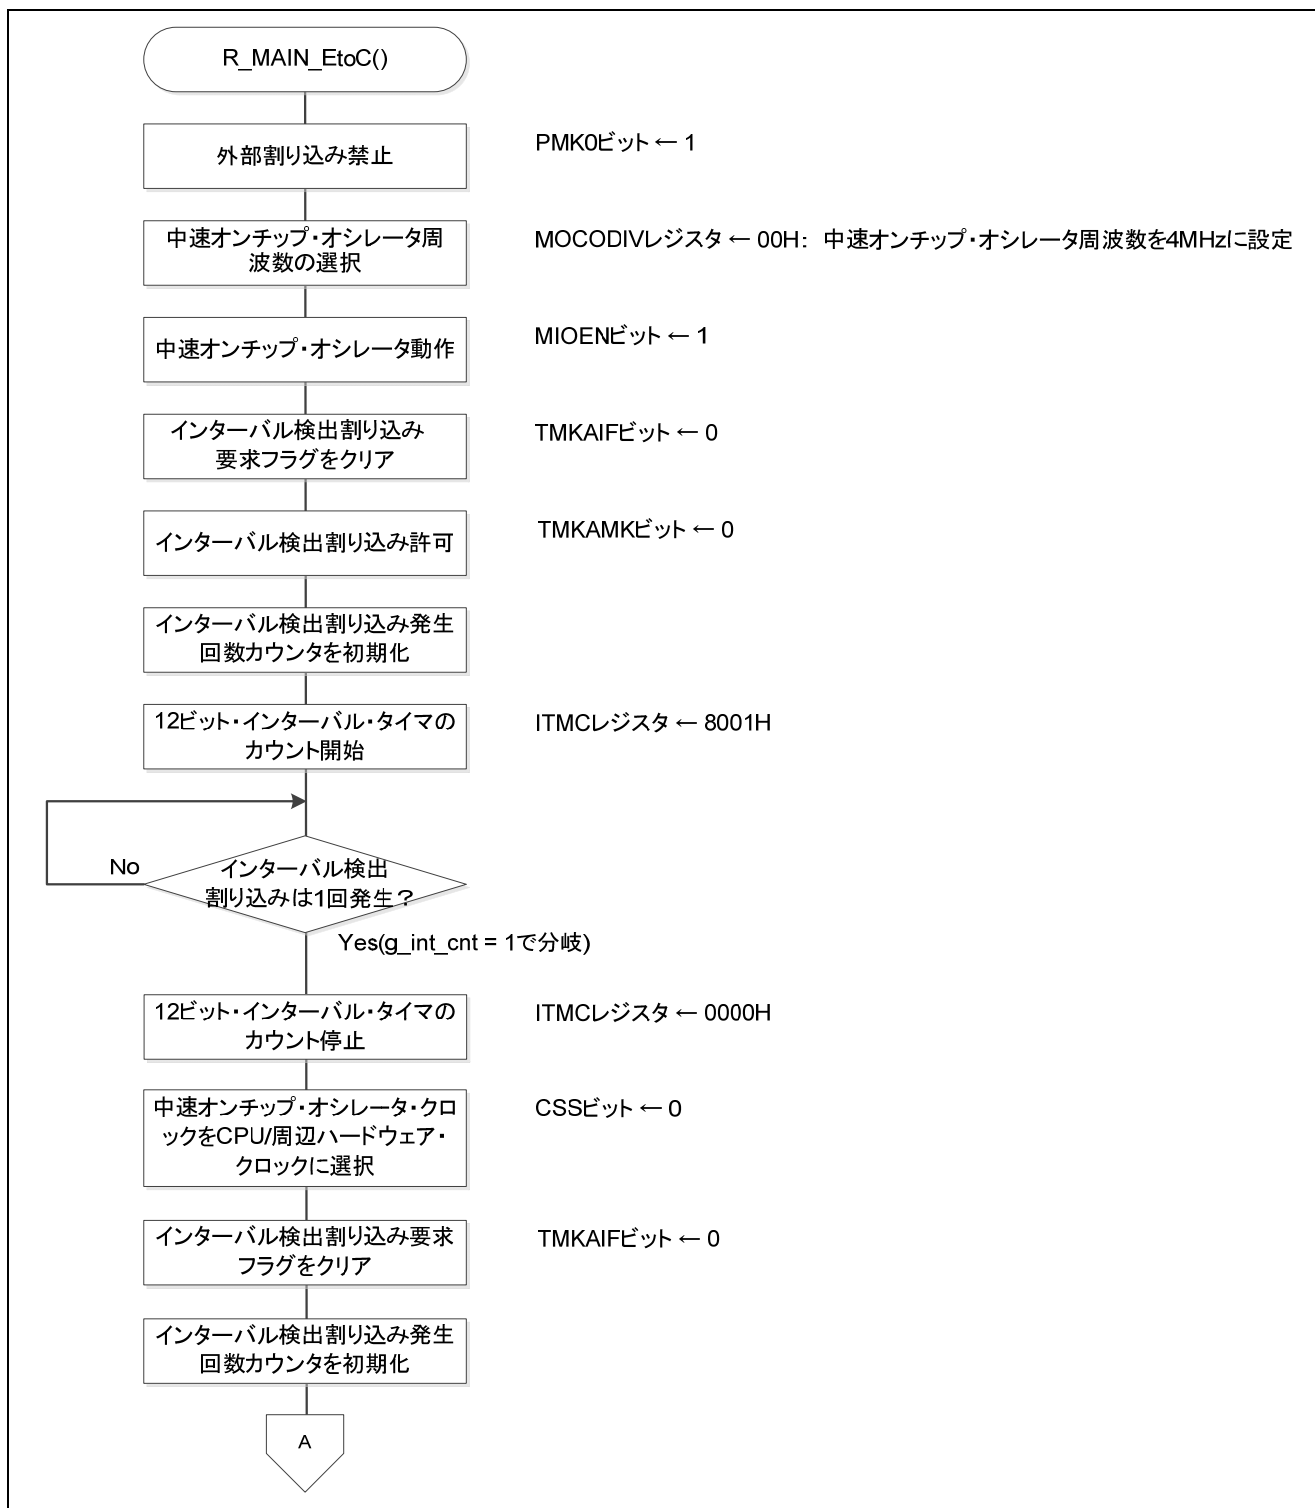 R_MAIN_EtoC()
外部割り込み禁止
PMK0ビット ← 1
中速オンチップ・オシレータ周
波数の選択
MOCODIVレジスタ ← 00H: 中速オンチップ・オシレータ周波数を4MHzに設定
中速オンチップ・オシレータ動作
MIOENビット ← 1
インターバル検出割り込み
要求フラグをクリア
TMKAIFビット ← 0
インターバル検出割り込み許可
TMKAMKビット ← 0
インターバル検出割り込み発生
回数カウンタを初期化
12ビット・インターバル・タイマの
カウント開始
ITMCレジスタ ← 8001H
No
インターバル検出
割り込みは1回発生？
Yes(g_int_cnt = 1で分岐)
12ビット・インターバル・タイマの
カウント停止
ITMCレジスタ ← 0000H
中速オンチップ・オシレータ・クロ
ックをCPU/周辺ハードウェア・
クロックに選択
CSSビット ← 0
インターバル検出割り込み要求
フラグをクリア
TMKAIFビット ← 0
インターバル検出割り込み発生
回数カウンタを初期化
A